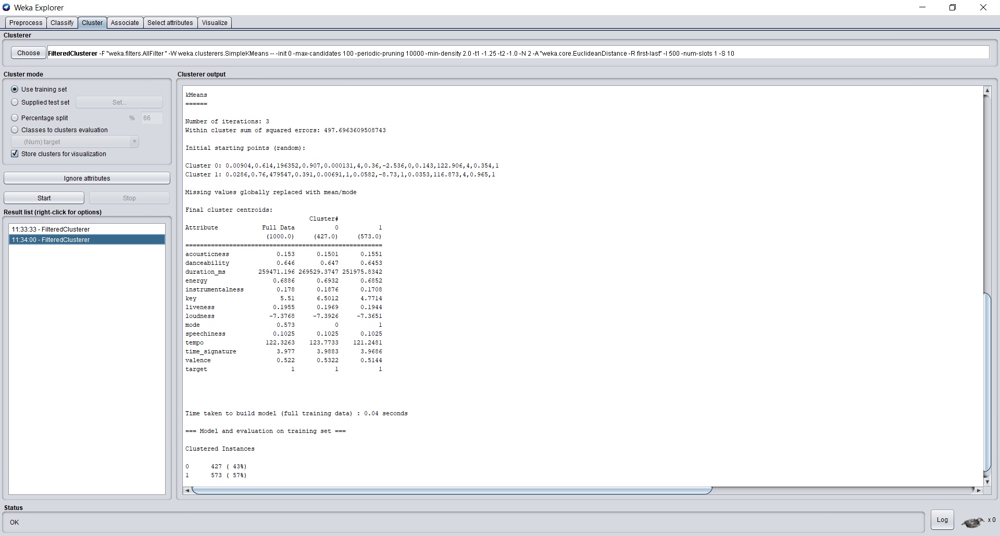 Weka Explorer
Preprocess Classify Cluster Associate Select attributes Visualize
Clusterer
Choose FilteredClusterer -F "weka.filters.AllFilter " -W weka.clusterers.SimpleKMeans -- -init 0 -max-candidates 100 -periodic-pruning 10000 -min-density 2.0 -t1 -1.25 -t2 -1.0 -N 2 -A "weka.core.EuclideanDistance -R first-last" -I 500 -num-slots 1 -S 10
Cluster mode
Use training set
Supplied test set Set...
Percentage split % 66
Classes to clusters evaluation
(Num) target
Store clusters for visualization
Ignore attributes
Start Stop
Result list (right-click for options)
11:33:33 - FilteredClusterer
11:34:00 - FilteredClusterer
Clusterer output
kMeans
======
Number of iterations: 3
Within cluster sum of squared errors: 497.6963609508743
Initial starting points (random):
Cluster 0: 0.00904,0.614,196352,0.907,0.000131,4,0.36,-2.536,0,0.143,122.906,4,0.354,1
Cluster 1: 0.0286,0.76,479547,0.391,0.00691,1,0.0582,-8.73,1,0.0353,116.873,4,0.965,1
Missing values globally replaced with mean/mode
Final cluster centroids:
Cluster#
Attribute Full Data 0 1
(1000.0) (427.0) (573.0)
======================================================
acousticness 0.153 0.1501 0.1551
danceability 0.646 0.647 0.6453
duration_ms 259471.196 269529.3747 251975.8342
energy 0.6886 0.6932 0.6852
instrumentalness 0.178 0.1876 0.1708
key 5.51 6.5012 4.7714
liveness 0.1955 0.1969 0.1944
loudness -7.3768 -7.3926 -7.3651
mode 0.573 0 1
speechiness 0.1025 0.1025 0.1025
tempo 122.3263 123.7733 121.2481
time_signature 3.977 3.9883 3.9686
valence 0.522 0.5322 0.5144
target 1 1 1
Time taken to build model (full training data) : 0.04 seconds
=== Model and evaluation on training set ===
Clustered Instances
0 427 ( 43%)
1 573 ( 57%)
Status
OK
Log
x 0